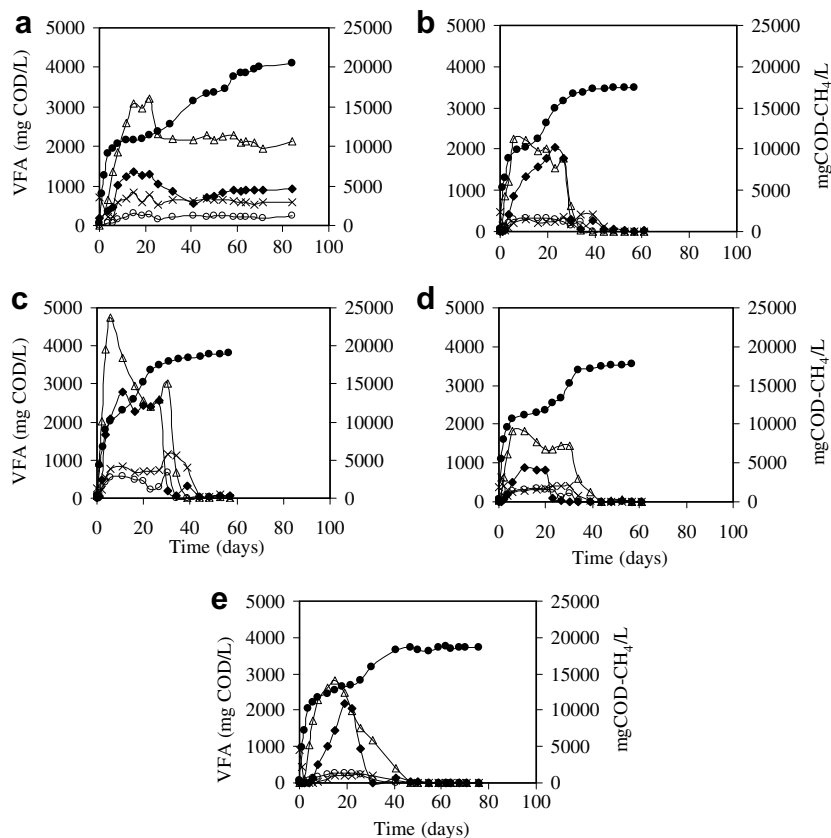 a
b
5000 25000 5000 25000
4000 20000 4000 20000
3000 15000 3000 15000
2000 10000 2000 10000
1000 5000 1000 5000
0 0 0 0
0 20 40 60 80 100
0 20 40 60 80 100
VFA (mg COD/L)
mgCOD-CH₄/L
c
d
5000 25000 5000 25000
4000 20000 4000 20000
3000 15000 3000 15000
2000 10000 2000 10000
1000 5000 1000 5000
0 0 0 0
0 20 40 60 80 100
0 20 40 60 80 100
VFA (mg COD/L)
mgCOD-CH₄/L
Time (days)
Time (days)
e
5000 25000
4000 20000
3000 15000
2000 10000
1000 5000
0 0
0 20 40 60 80 100
VFA (mg COD/L)
mgCOD-CH₄/L
Time (days)